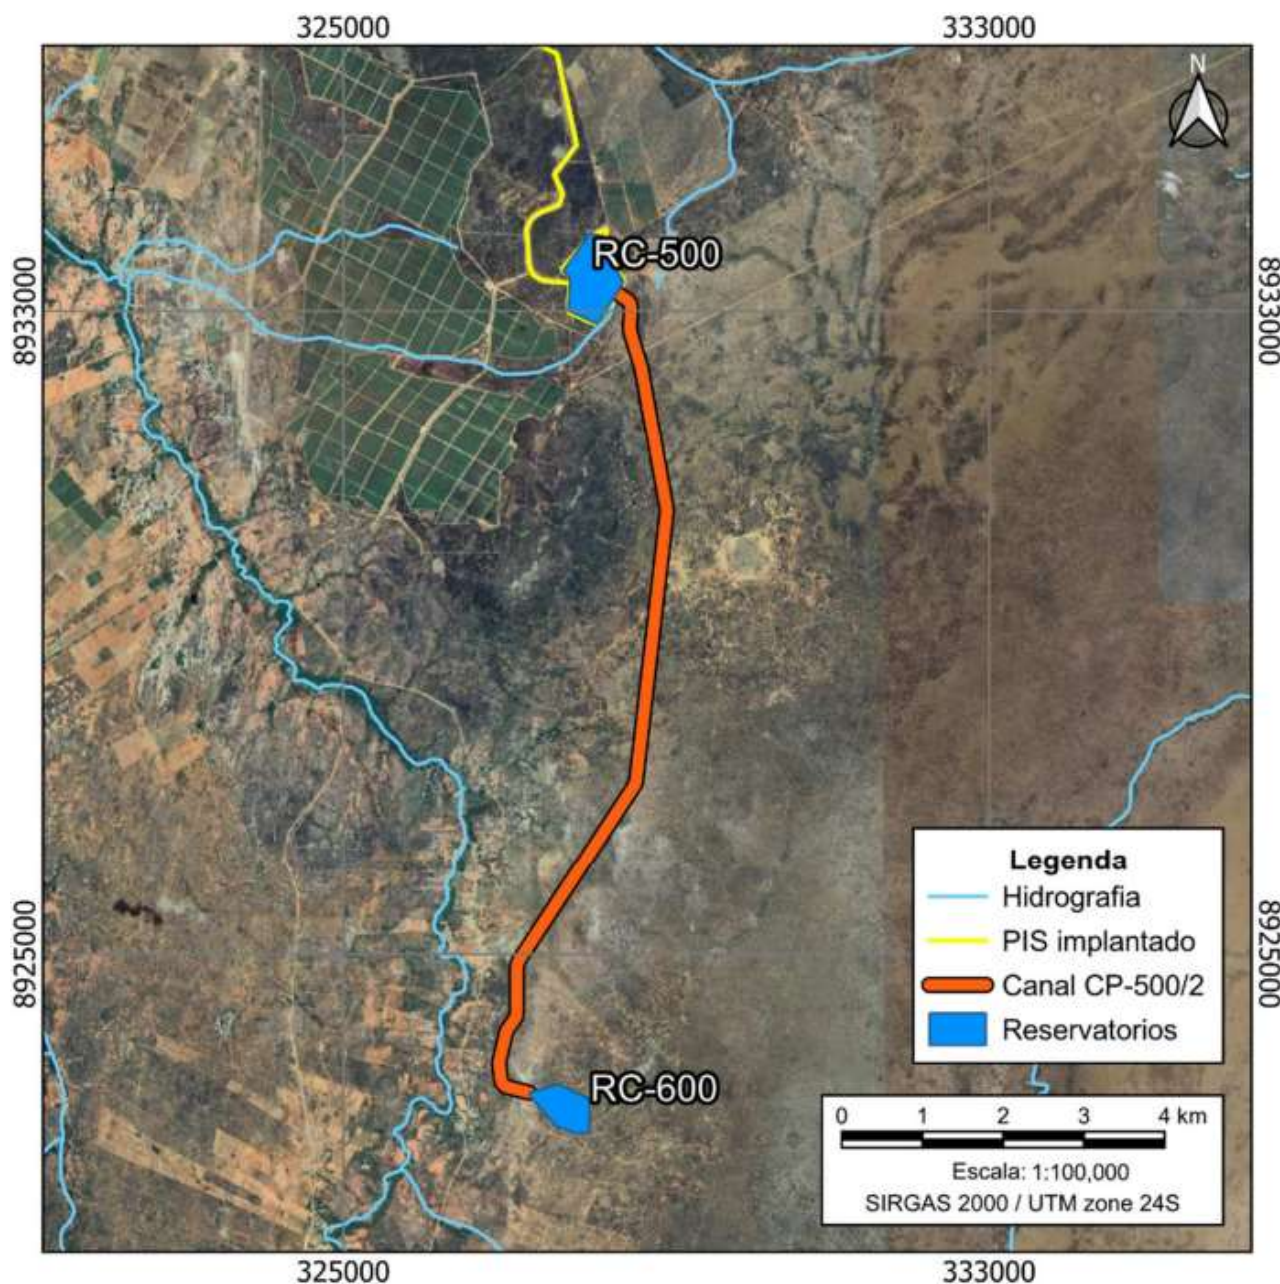 325000 333000
N
RC-500
8933000 8933000
Legenda
Hidrografia
PIS implantado
8925000 8925000
Canal CP-500/2
Reservatorios
RC-600
0 1 2 3 4 km
Escala: 1:100,000
SIRGAS 2000 / UTM zone 24S
325000 333000